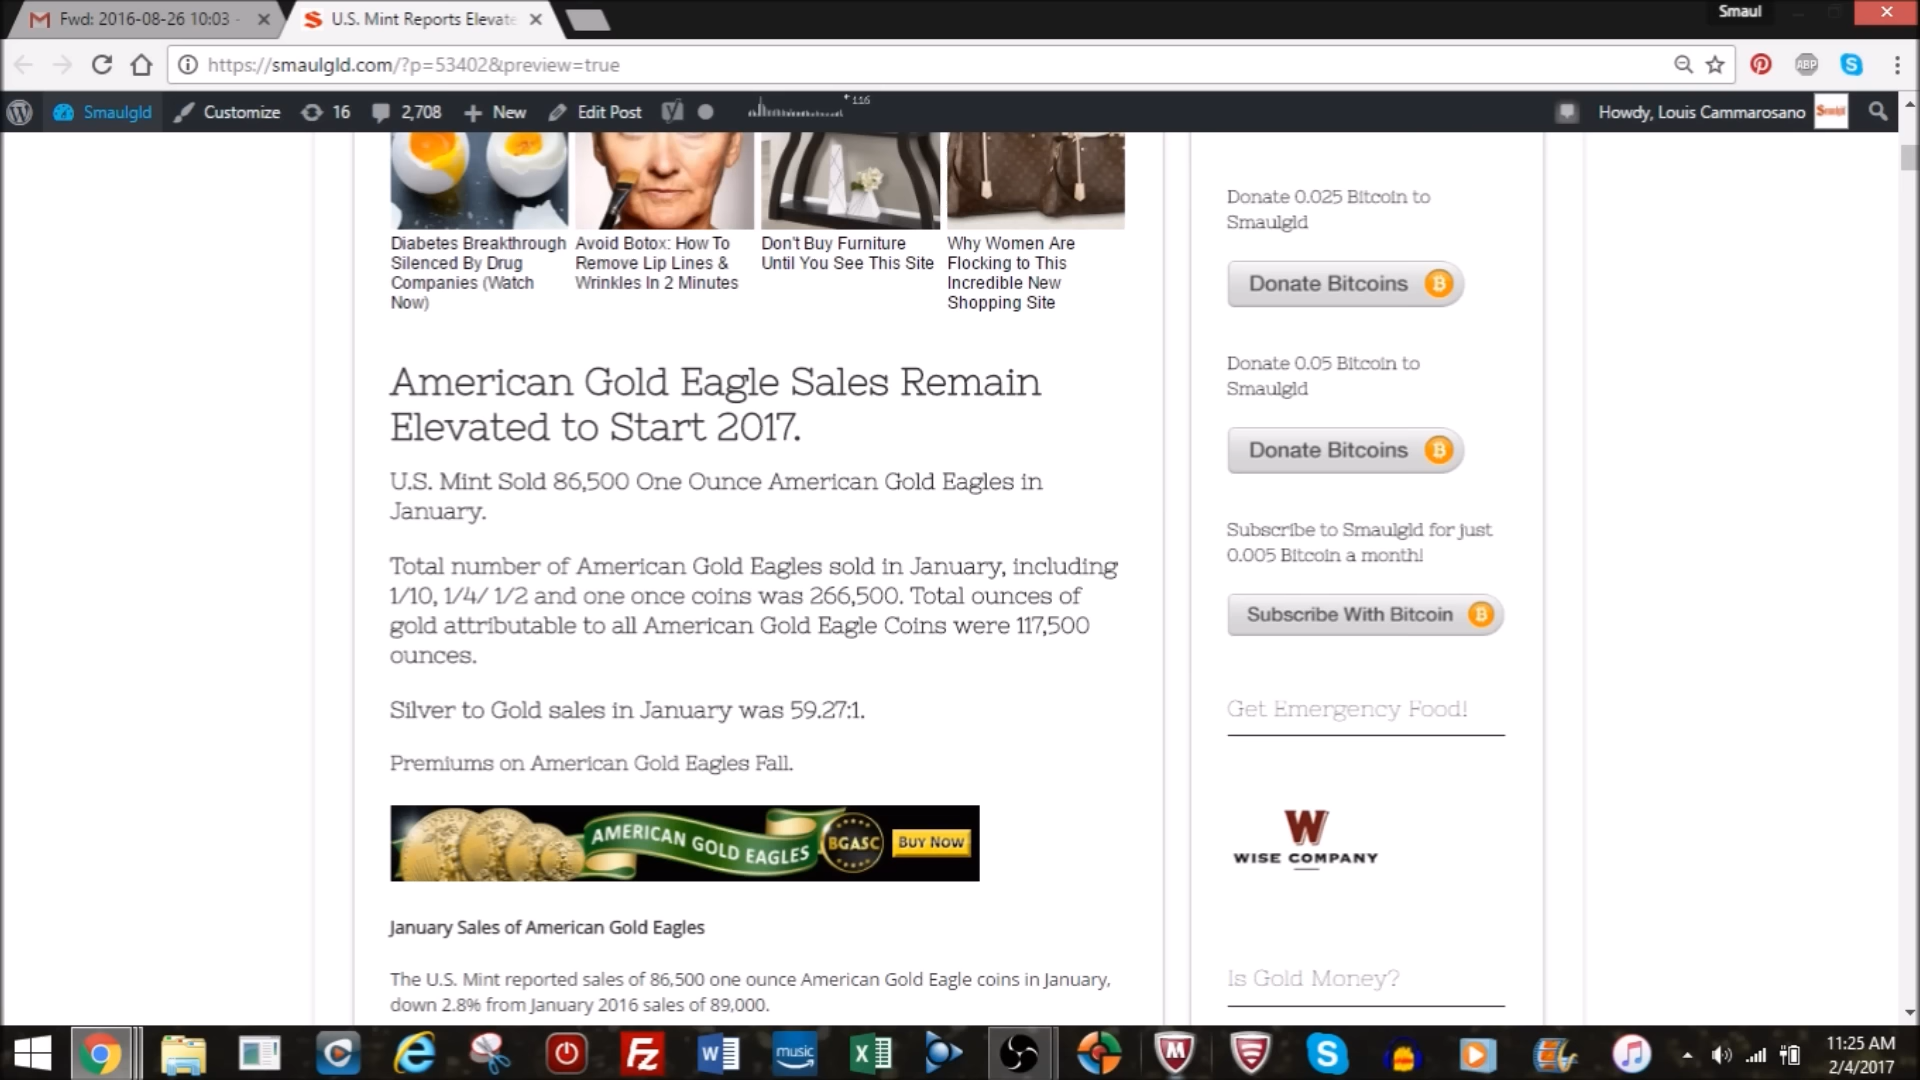 Fwd: 2016-08-26 10:03 -
U.S. Mint Reports Elevate
Smaul
https://smaulgld.com/?p=53402&preview=true
ABP
Smaulgld
Customize
16
2,708
New
Edit Post
+116
Howdy, Louis Cammarosano
Diabetes Breakthrough
Silenced By Drug
Companies (Watch
Now)
Avoid Botox: How To
Remove Lip Lines &
Wrinkles In 2 Minutes
Don't Buy Furniture
Until You See This Site
Why Women Are
Flocking to This
Incredible New
Shopping Site
American Gold Eagle Sales Remain
Elevated to Start 2017.
U.S. Mint Sold 86,500 One Ounce American Gold Eagles in
January.
Total number of American Gold Eagles sold in January, including
1/10, 1/4/ 1/2 and one once coins was 266,500. Total ounces of
gold attributable to all American Gold Eagle Coins were 117,500
ounces.
Silver to Gold sales in January was 59.27:1.
Premiums on American Gold Eagles Fall.
AMERICAN GOLD EAGLES
BGASC
BUY NOW
January Sales of American Gold Eagles
The U.S. Mint reported sales of 86,500 one ounce American Gold Eagle coins in January,
down 2.8% from January 2016 sales of 89,000.
Donate 0.025 Bitcoin to
Smaulgld
Donate Bitcoins
Donate 0.05 Bitcoin to
Smaulgld
Donate Bitcoins
Subscribe to Smaulgld for just
0.005 Bitcoin a month!
Subscribe With Bitcoin
Get Emergency Food!
W
WISE COMPANY
Is Gold Money?
music
11:25 AM
2/4/2017